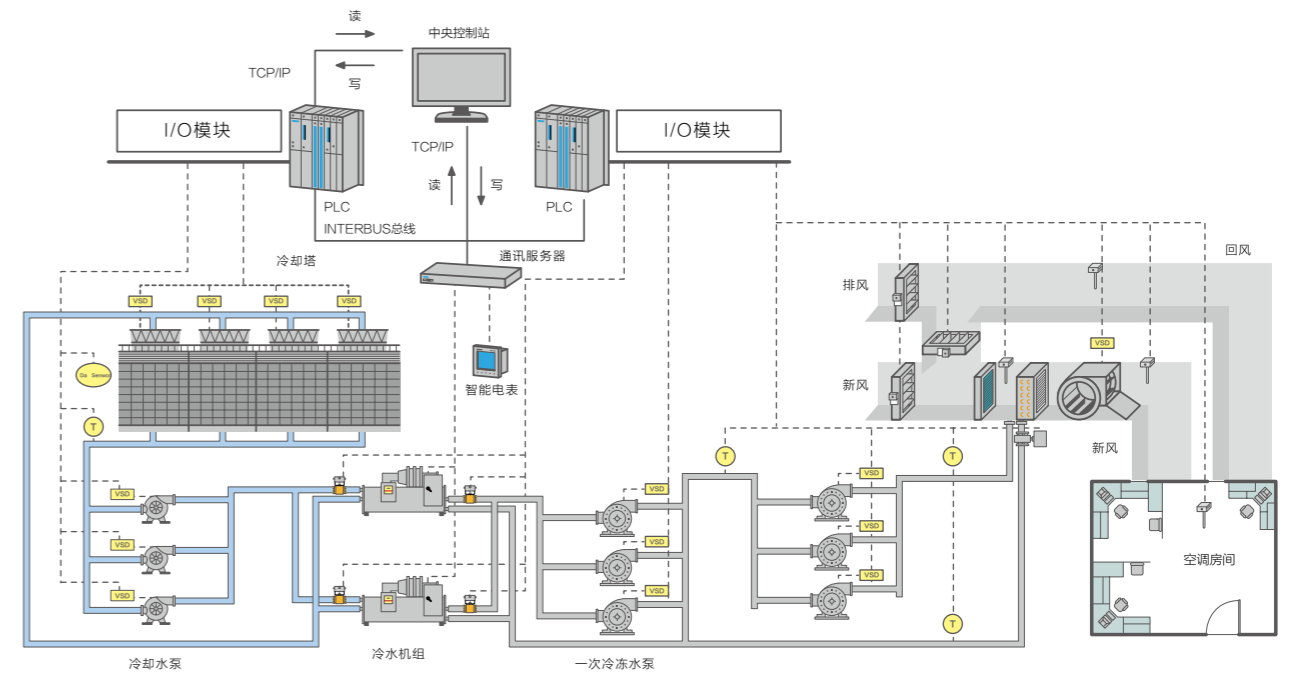 读
中央控制站
TCP/IP
写
I/O模块
I/O模块
TCP/IP
读
写
PLC
PLC
INTERBUS总线
通讯服务器
冷却塔
回风
排风
VSD
VSD
VSD
VSD
VSD
智能电表
新风
T
新风
T
T
VSD
VSD
VSD
VSD
VSD
VSD
VSD
VSD
VSD
空调房间
T
冷却水泵
冷水机组
一次冷冻水泵